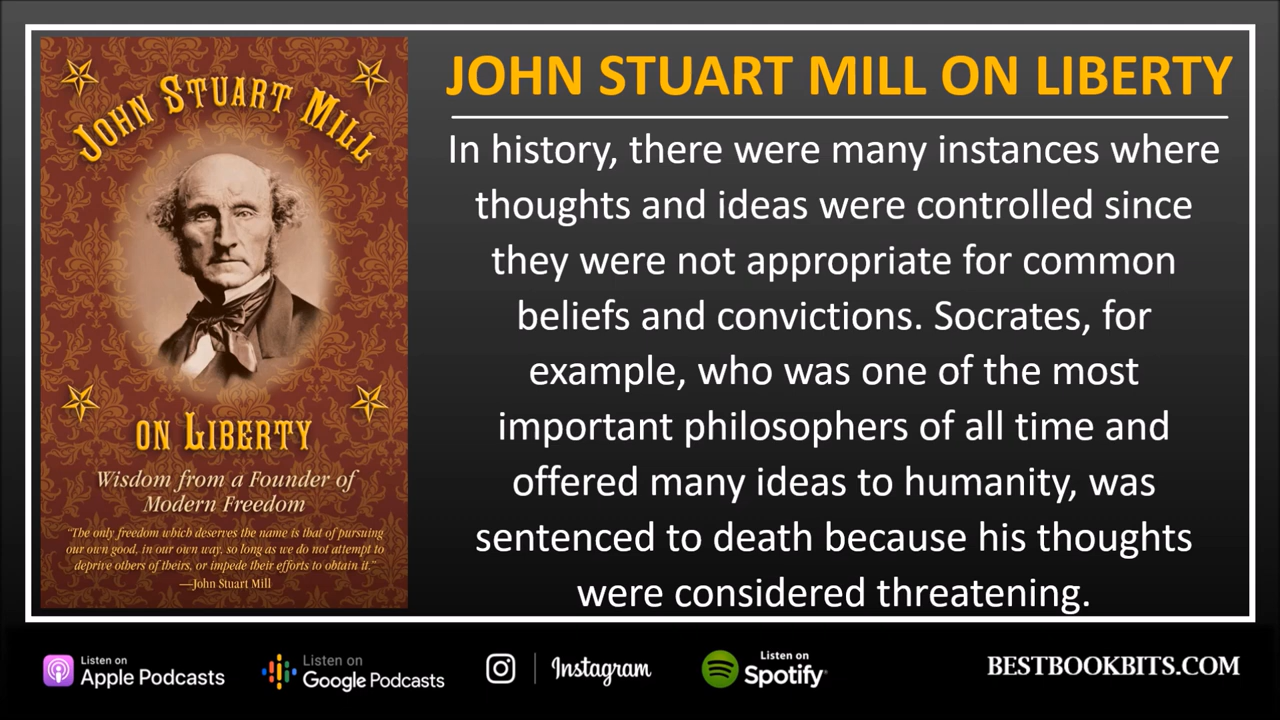 JOHN STUART MILL
ON LIBERTY
Wisdom from a Founder of
Modern Freedom
"The only freedom which deserves the name is that of pursuing
our own good, in our own way, so long as we do not attempt to
deprive others of theirs, or impede their efforts to obtain it."
—John Stuart Mill
JOHN STUART MILL ON LIBERTY
In history, there were many instances where
thoughts and ideas were controlled since
they were not appropriate for common
beliefs and convictions. Socrates, for
example, who was one of the most
important philosophers of all time and
offered many ideas to humanity, was
sentenced to death because his thoughts
were considered threatening.
Listen on
Apple Podcasts
Listen on
Google Podcasts
Instagram
Listen on
Spotify
BESTBOOKBITS.COM